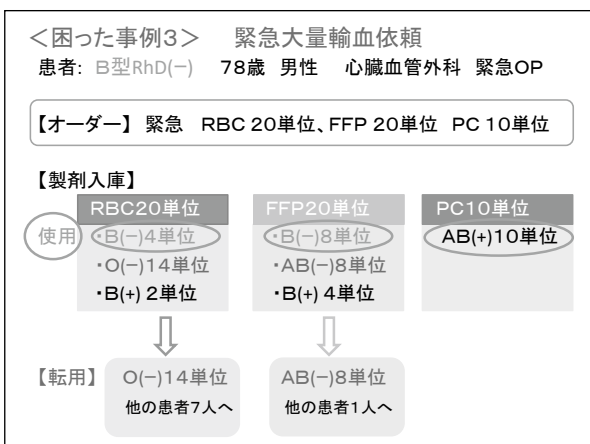 ＜困った事例3＞　緊急大量輸血依頼
患者:　B型RhD(−)　78歳　男性　心臓血管外科　緊急OP
【オーダー】 緊急　RBC 20単位、FFP 20単位　PC 10単位
【製剤入庫】
RBC20単位　FFP20単位　PC10単位
使用　・B(−)4単位　・B(−)8単位　AB(+)10単位
・O(−)14単位　・AB(−)8単位
・B(+) 2単位　・B(+) 4単位
【転用】　O(−)14単位　AB(−)8単位
他の患者7人へ　他の患者1人へ